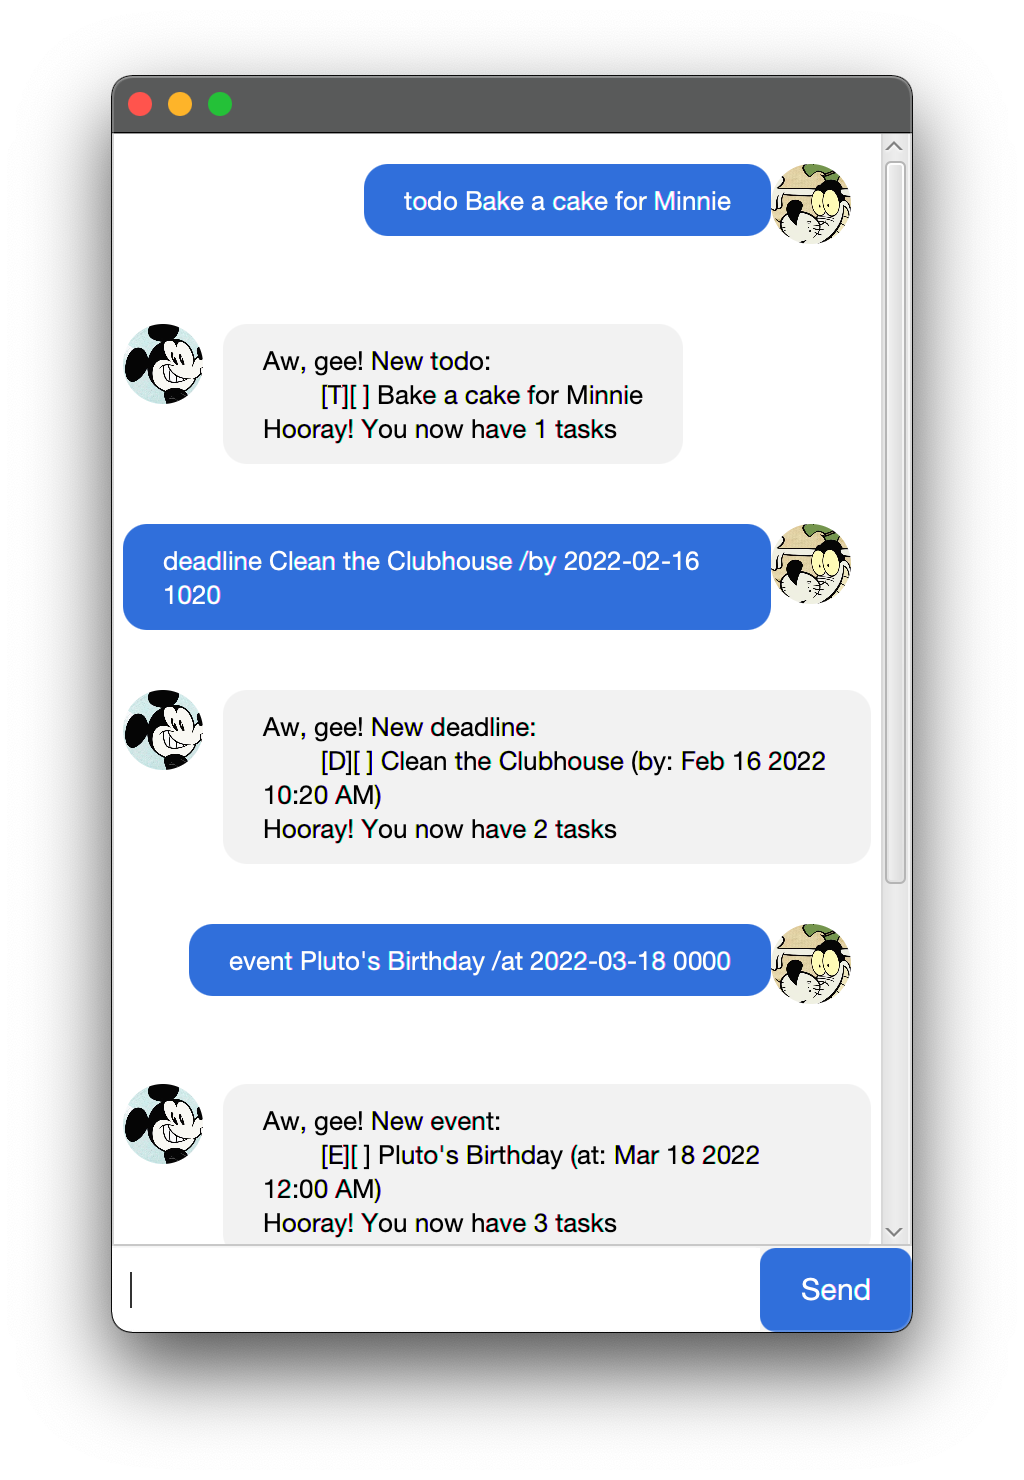 todo Bake a cake for Minnie
Aw, gee! New todo:
[T][ ] Bake a cake for Minnie
Hooray! You now have 1 tasks
deadline Clean the Clubhouse /by 2022-02-16
1020
Aw, gee! New deadline:
[D][ ] Clean the Clubhouse (by: Feb 16 2022
10:20 AM)
Hooray! You now have 2 tasks
event Pluto's Birthday /at 2022-03-18 0000
Aw, gee! New event:
[E][ ] Pluto's Birthday (at: Mar 18 2022
12:00 AM)
Hooray! You now have 3 tasks
Send